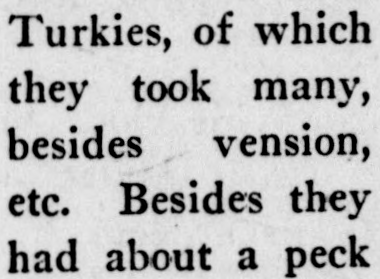 Turkies, of which
they took many,
besides vension,
etc. Besides they
had about a peck